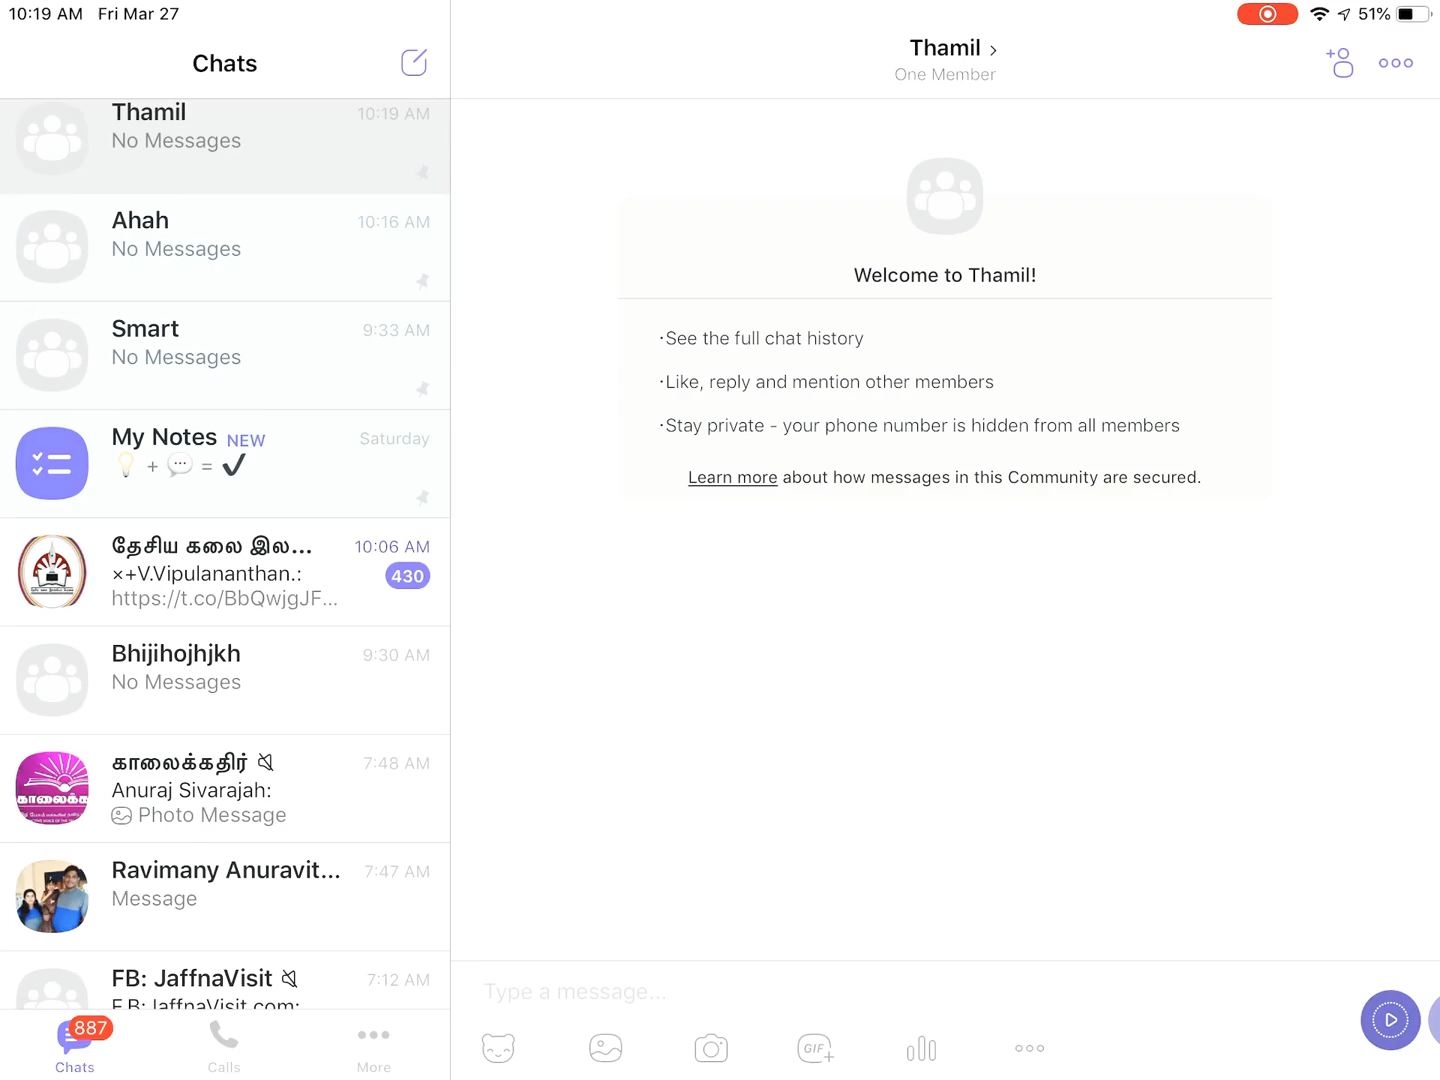 10:19 AM Fri Mar 27
51%
Chats
Thamil
10:19 AM
No Messages
Ahah
10:16 AM
No Messages
Smart
9:33 AM
No Messages
My Notes NEW
Saturday
+ =
தேசிய கலை இல...
10:06 AM
×+V.Vipulananthan.:
430
https://t.co/BbQwjgJF...
Bhijihojhjkh
9:30 AM
No Messages
காலைக்கதிர்
7:48 AM
Anuraj Sivarajah:
Photo Message
Ravimany Anuravit...
7:47 AM
Message
FB: JaffnaVisit
7:12 AM
F.B: JaffnaVisit.com:
887
Chats
Calls
More
Thamil >
One Member
Welcome to Thamil!
·See the full chat history
·Like, reply and mention other members
·Stay private - your phone number is hidden from all members
Learn more about how messages in this Community are secured.
Type a message...
GIF